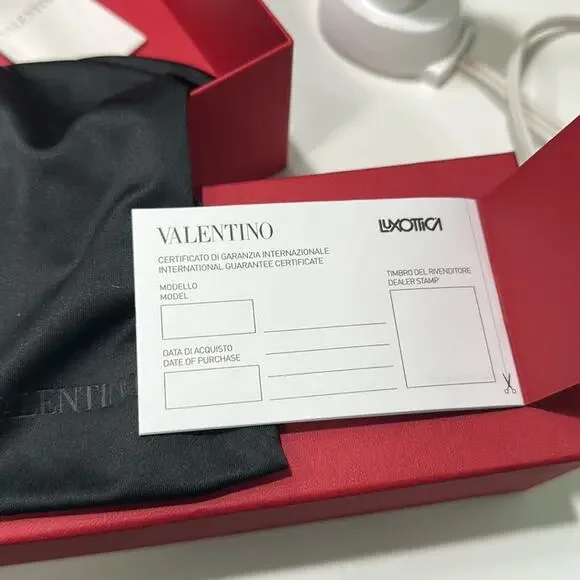 VALENTINO
VALENTINO
LUXOTTICA
CERTIFICATO DI GARANZIA INTERNAZIONALE
INTERNATIONAL GUARANTEE CERTIFICATE
MODELLO
MODEL
TIMBRO DEL RIVENDITORE
DEALER STAMP
DATA DI ACQUISTO
DATE OF PURCHASE
VALENTINO